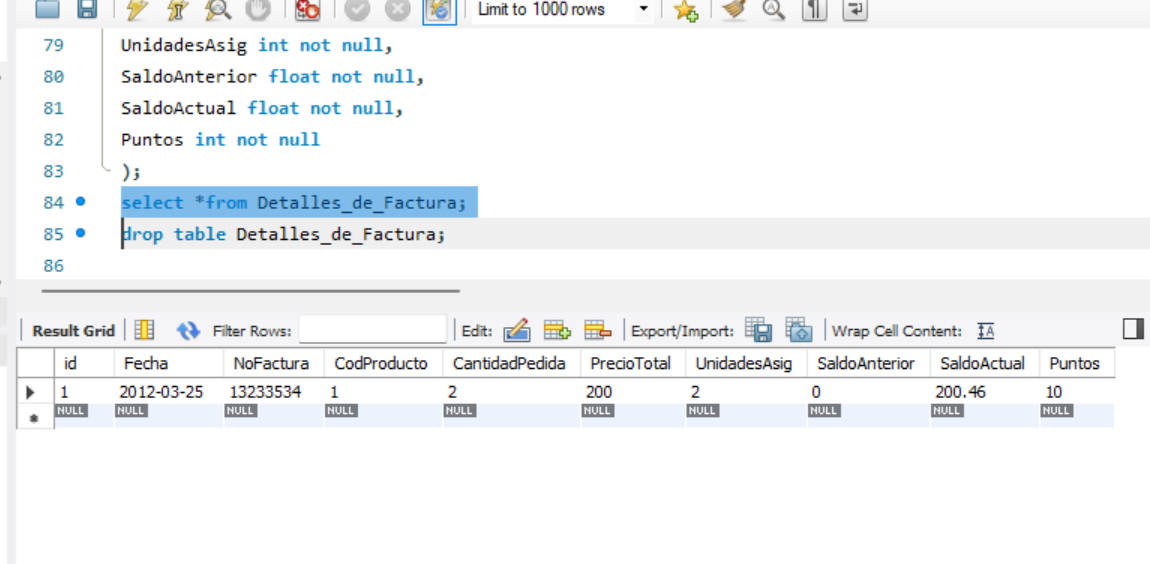 Limit to 1000 rows
79 UnidadesAsig int not null,
80 SaldoAnterior float not null,
81 SaldoActual float not null,
82 Puntos int not null
83 );
84 select *from Detalles_de_Factura;
85 drop table Detalles_de_Factura;
86
Result Grid Filter Rows: Edit: Export/Import: Wrap Cell Content: IA
id Fecha NoFactura CodProducto CantidadPedida PrecioTotal UnidadesAsig SaldoAnterior SaldoActual Puntos
1 2012-03-25 13233534 1 2 200 2 0 200.46 10
NULL NULL NULL NULL NULL NULL NULL NULL NULL NULL